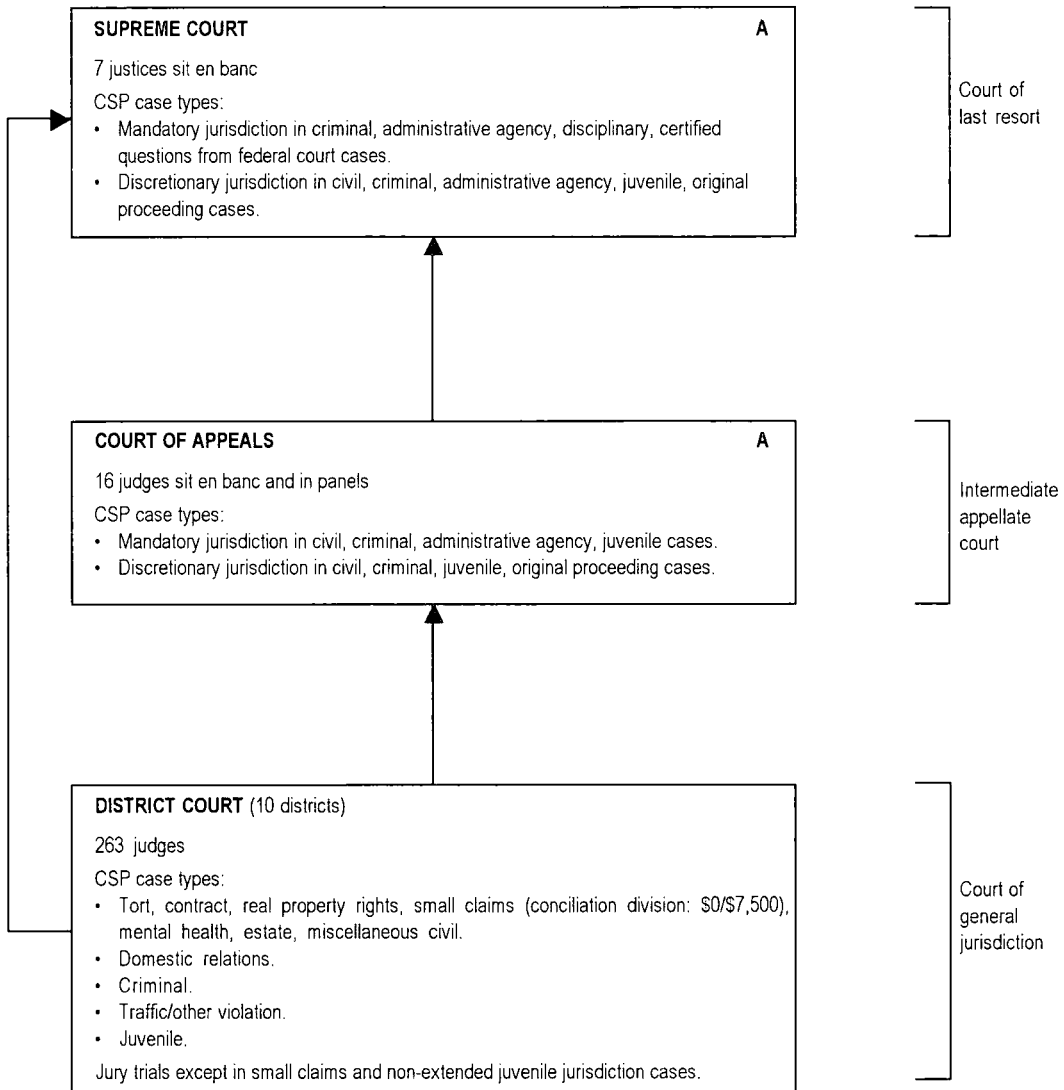 SUPREME COURT A
7 justices sit en banc
CSP case types:
• Mandatory jurisdiction in criminal, administrative agency, disciplinary, certified
questions from federal court cases.
• Discretionary jurisdiction in civil, criminal, administrative agency, juvenile, original
proceeding cases.
Court of
last resort
COURT OF APPEALS A
16 judges sit en banc and in panels
CSP case types:
• Mandatory jurisdiction in civil, criminal, administrative agency, juvenile cases.
• Discretionary jurisdiction in civil, criminal, juvenile, original proceeding cases.
Intermediate
appellate
court
DISTRICT COURT (10 districts)
263 judges
CSP case types:
• Tort, contract, real property rights, small claims (conciliation division: $0/$7,500),
mental health, estate, miscellaneous civil.
• Domestic relations.
• Criminal.
• Traffic/other violation.
• Juvenile.
Jury trials except in small claims and non-extended juvenile jurisdiction cases.
Court of
general
jurisdiction